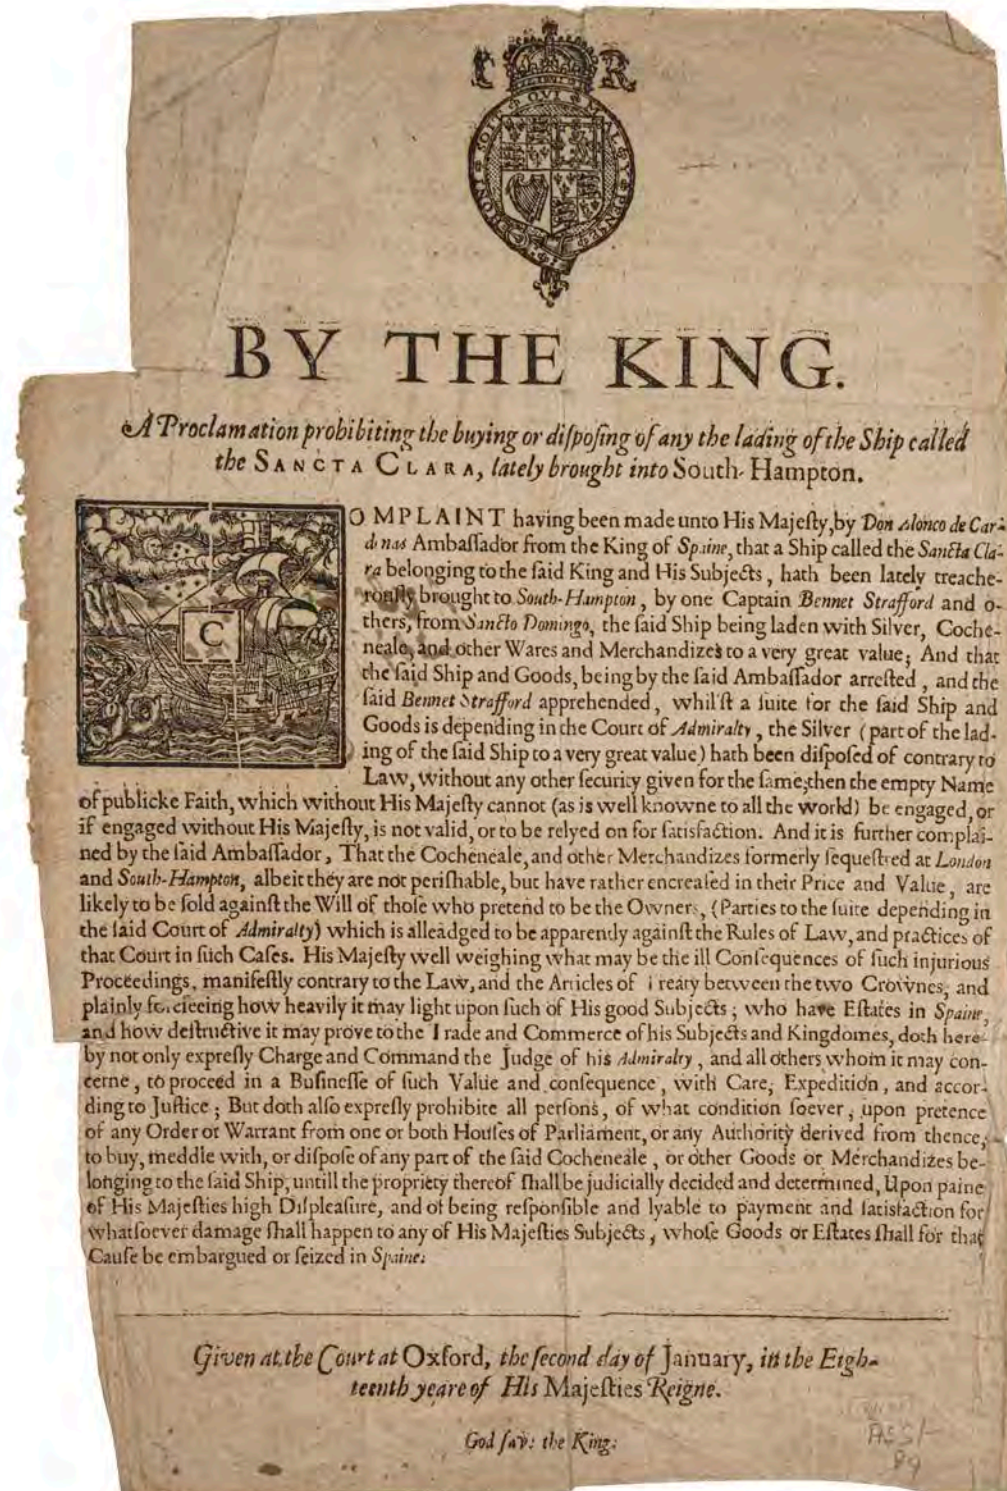 C R
HONI SOIT QVI MAL Y PENSE
BY THE KING.
A Proclamation prohibiting the buying or diſpoſing of any the lading of the Ship called
the SANCTA CLARA, lately brought into South-Hampton.
COMPLAINT having been made unto His Majeſty, by Don Alonco de Car-
denas Ambaſſador from the King of Spaine, that a Ship called the Sancta Cla-
ra belonging to the ſaid King and His Subjects, hath been lately treache-
rouſly brought to South-Hampton, by one Captain Bennet Strafford and o-
thers, from Sancto Domingo, the ſaid Ship being laden with Silver, Coche-
neale, and other Wares and Merchandizes to a very great value; And that
the ſaid Ship and Goods, being by the ſaid Ambaſſador arreſted, and the
ſaid Bennet Strafford apprehended, whil'ſt a ſuite for the ſaid Ship and
Goods is depending in the Court of Admiralty, the Silver (part of the lad-
ing of the ſaid Ship to a very great value) hath been diſpoſed of contrary to
Law, without any other ſecurity given for the ſame, then the empty Name
of publicke Faith, which without His Majeſty cannot (as is well knowne to all the world) be engaged, or
if engaged without His Majeſty, is not valid, or to be relyed on for ſatisfaction. And it is further complai-
ned by the ſaid Ambaſſador, That the Cocheneale, and other Merchandizes formerly ſequeſtred at London
and South-Hampton, albeit they are not periſhable, but have rather encreaſed in their Price and Value, are
likely to be ſold againſt the Will of thoſe who pretend to be the Owners, (Parties to the ſuite depending in
the ſaid Court of Admiralty) which is alleadged to be apparently againſt the Rules of Law, and practices of
that Court in ſuch Caſes. His Majeſty well weighing what may be the ill Conſequences of ſuch injurious
Proceedings, manifeſtly contrary to the Law, and the Articles of Treaty between the two Crownes, and
plainly foreſeeing how heavily it may light upon ſuch of His good Subjects; who have Eſtates in Spaine,
and how deſtructive it may prove to the Trade and Commerce of his Subjects and Kingdomes, doth here-
by not only expreſly Charge and Command the Judge of his Admiralty, and all others whom it may con-
cerne, to proceed in a Buſineſſe of ſuch Value and conſequence, with Care, Expedition, and accor-
ding to Juſtice; But doth alſo expreſly prohibite all perſons, of what condition ſoever, upon pretence
of any Order or Warrant from one or both Houſes of Parliament, or any Authority derived from thence,
to buy, meddle with, or diſpoſe of any part of the ſaid Cocheneale, or other Goods or Merchandizes be-
longing to the ſaid Ship, untill the propriety thereof ſhall be judicially decided and determined, Upon paine
of His Majeſties high Diſpleaſure, and of being reſponſible and lyable to payment and ſatisfaction for
whatſoever damage ſhall happen to any of His Majeſties Subjects, whoſe Goods or Eſtates ſhall for that
Cauſe be embargued or ſeized in Spaine.
Given at the Court at Oxford, the ſecond day of January, in the Eigh-
teenth yeare of His Majeſties Reigne.
God ſave the King.
89